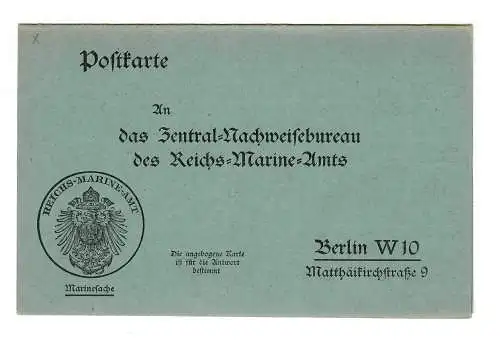 Postkarte
An
das Zentral-Nachweisebureau
des Reichs-Marine-Amts
REICHS-MARINE-AMT
Marinesache
Die angebogene Karte
ist für die Antwort
bestimmt
Berlin W10
Matthäikirchstraße 9